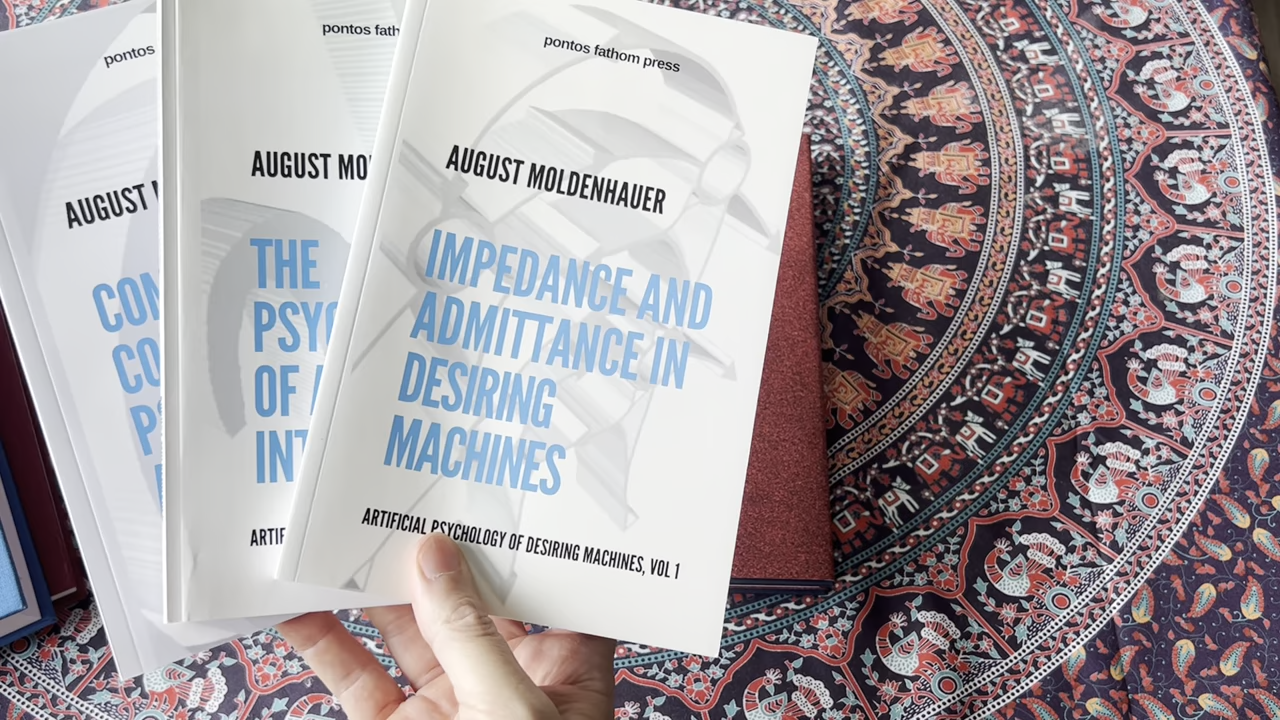 pontos
AUGUST
CON
CO
P
pontos fath
AUGUST MO
THE
PSYC
OF
INT
ARTIF
pontos fathom press
AUGUST MOLDENHAUER
IMPEDANCE AND
ADMITTANCE IN
DESIRING
MACHINES
ARTIFICIAL PSYCHOLOGY OF DESIRING MACHINES, VOL 1